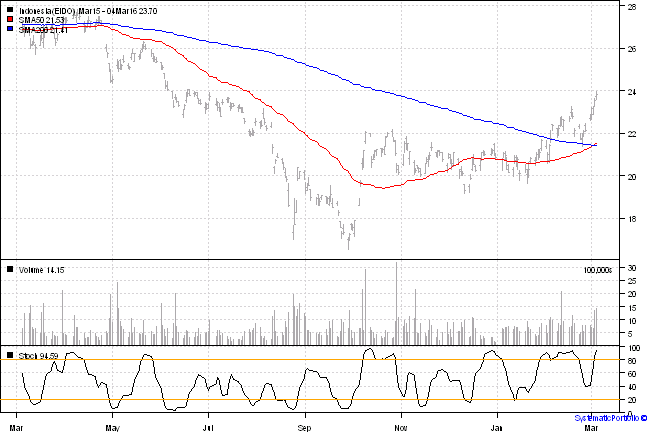 Indonesia(EIDO), Mar15 - 04Mar16 23.70
SMA50 21.53
SMA200 21.41
28
26
24
22
20
18
Volume 14.15
100,000s
30
25
20
15
10
5
Stoch 94.59
100
80
60
40
20
0
SystematicPortfolio ©
Mar
May
Jul
Sep
Nov
Jan
Mar